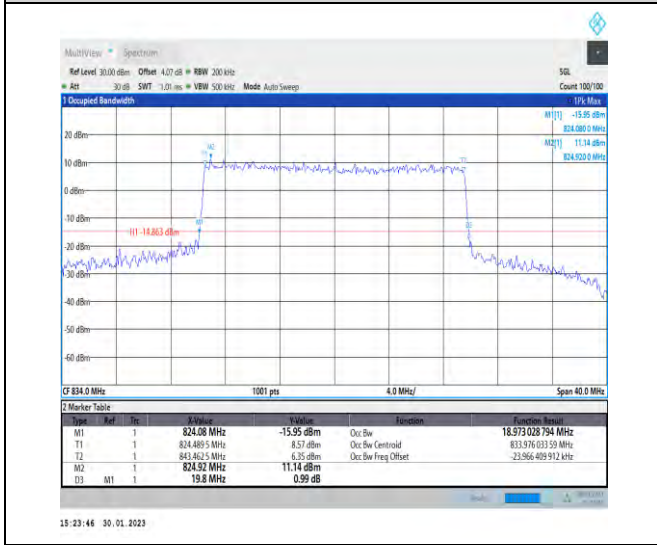 MultiView Spectrum
Ref Level 30.00 dBm Offset 4.07 dB RBW 200 kHz SGL
Att 30 dB SWT 1.01 ms VBW 500 kHz Mode Auto Sweep Count 100/100
1 Occupied Bandwidth 1Pk Max
M1[1] -15.95 dBm
824.080 0 MHz
M2[1] 11.14 dBm
824.920 0 MHz
20 dBm
M2
T1 T2
10 dBm
0 dBm
-10 dBm
M1 D3
H1 -14.863 dBm
-20 dBm
-30 dBm
-40 dBm
-50 dBm
-60 dBm
CF 834.0 MHz 1001 pts 4.0 MHz/ Span 40.0 MHz
2 Marker Table
Type Ref Trc X-Value Y-Value Function Function Result
M1 1 824.08 MHz -15.95 dBm Occ Bw 18.973 028 794 MHz
T1 1 824.489 5 MHz 8.57 dBm Occ Bw Centroid 833.976 033 59 MHz
T2 1 843.462 5 MHz 6.35 dBm Occ Bw Freq Offset -23.966 409 912 kHz
M2 1 824.92 MHz 11.14 dBm
D3 M1 1 19.8 MHz 0.99 dB
15:23:46 30.01.2023